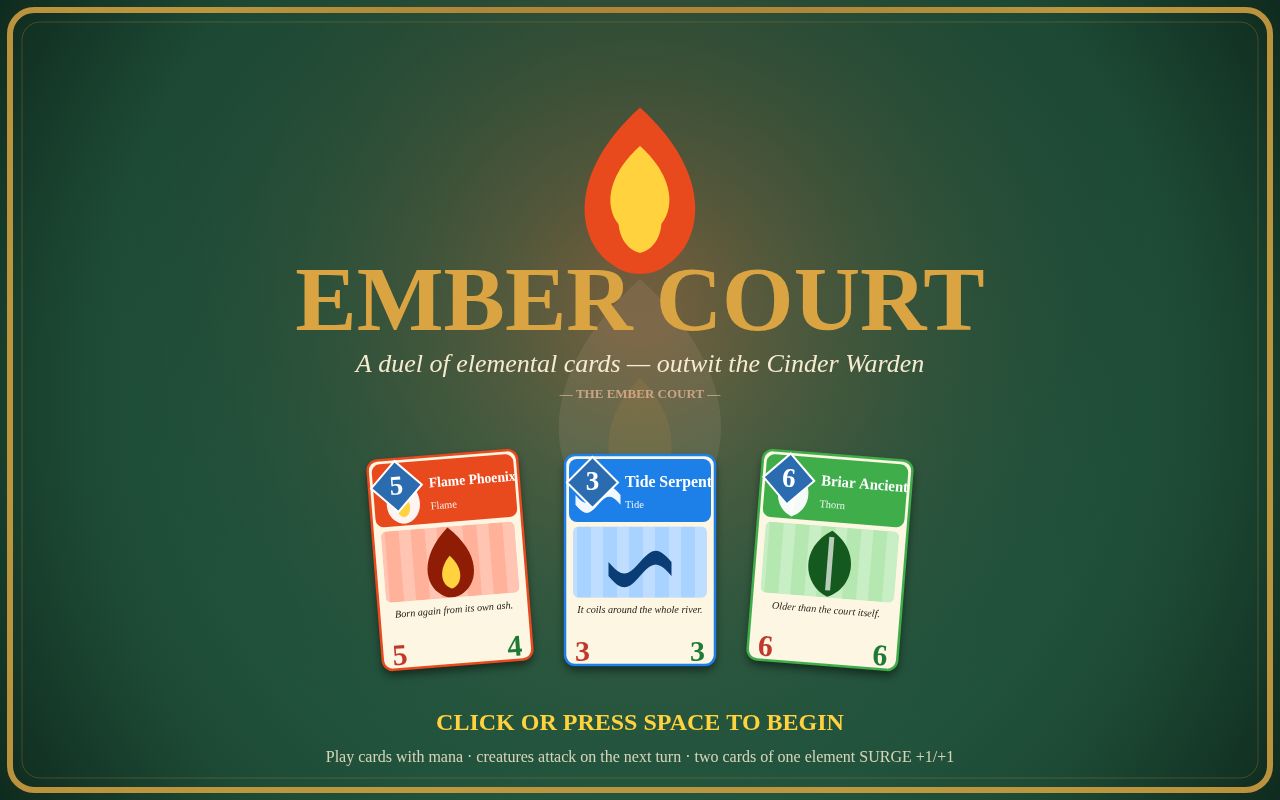 EMBER COURT
A duel of elemental cards — outwit the Cinder Warden
— THE EMBER COURT —
5
Flame Phoenix
Flame
Born again from its own ash.
5
4
3
Tide Serpent
Tide
It coils around the whole river.
3
3
6
Briar Ancient
Thorn
Older than the court itself.
6
6
CLICK OR PRESS SPACE TO BEGIN
Play cards with mana · creatures attack on the next turn · two cards of one element SURGE +1/+1